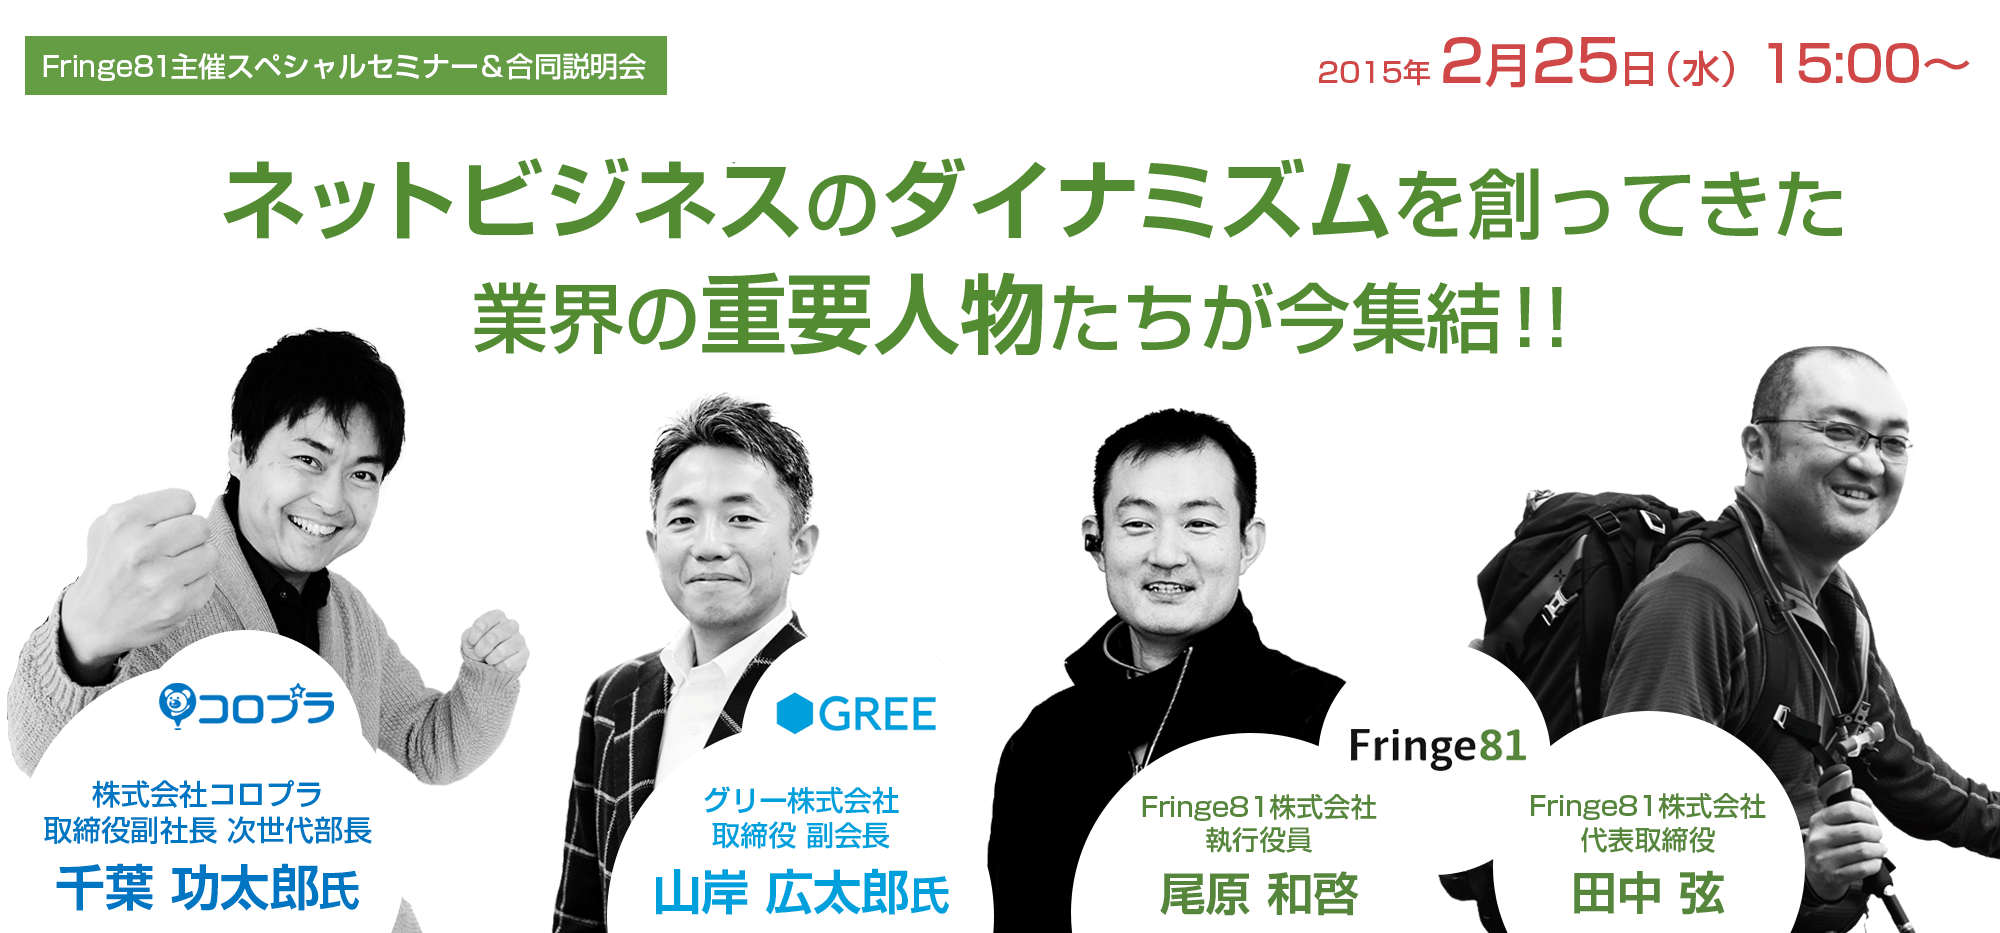 Fringe81主催スペシャルセミナー＆合同説明会
2015年 2月25日（水） 15:00～
ネットビジネスのダイナミズムを創ってきた
業界の重要人物たちが今集結！！
コロプラ
株式会社コロプラ
取締役副社長 次世代部長
千葉 功太郎氏
GREE
グリー株式会社
取締役 副会長
山岸 広太郎氏
Fringe81
Fringe81株式会社
執行役員
尾原 和啓
Fringe81株式会社
代表取締役
田中 弦